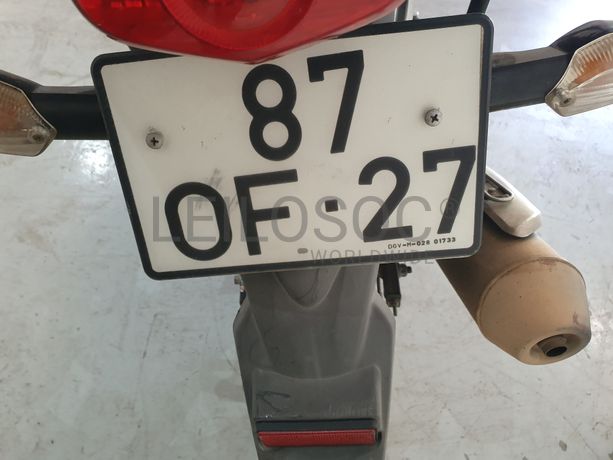 87
OF-27
DGV-M-028 01733
LEILOSOC®
WORLDWIDE